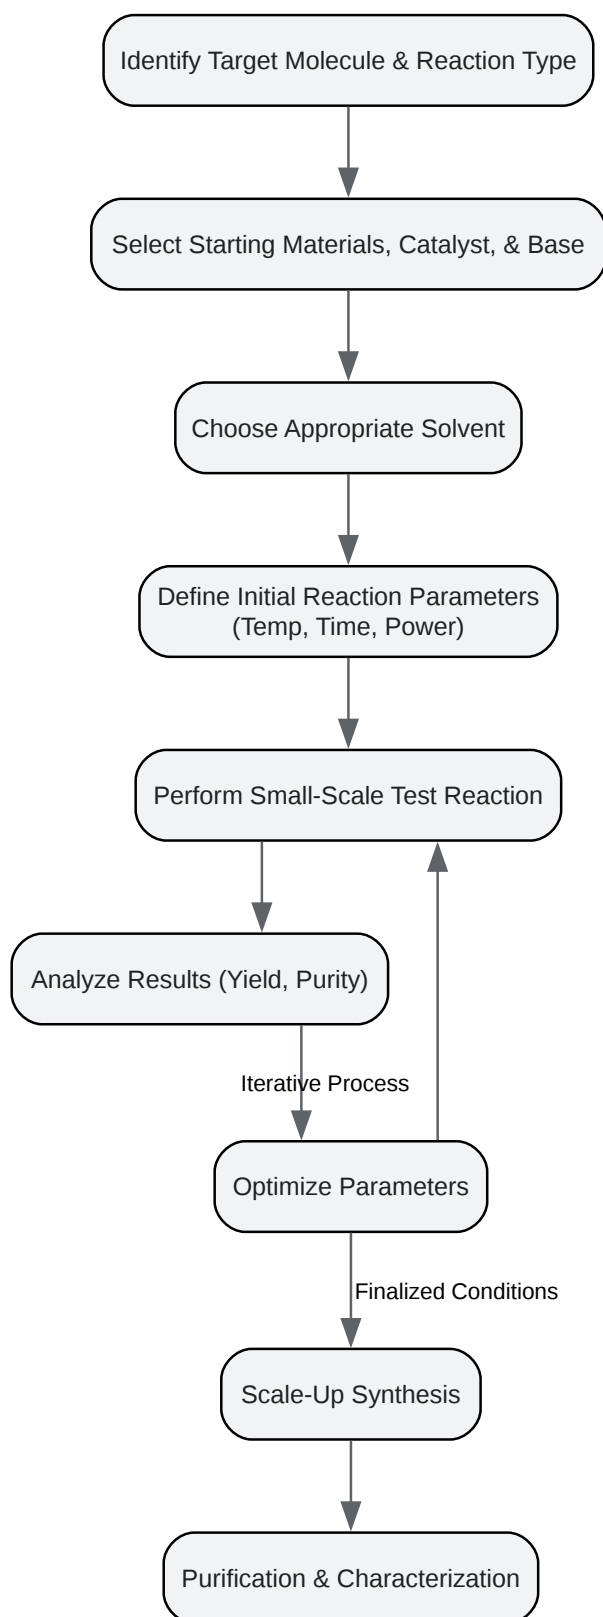 Identify Target Molecule & Reaction Type
Select Starting Materials, Catalyst, & Base
Choose Appropriate Solvent
Define Initial Reaction Parameters
(Temp, Time, Power)
Perform Small-Scale Test Reaction
Analyze Results (Yield, Purity)
Iterative Process
Optimize Parameters
Finalized Conditions
Scale-Up Synthesis
Purification & Characterization